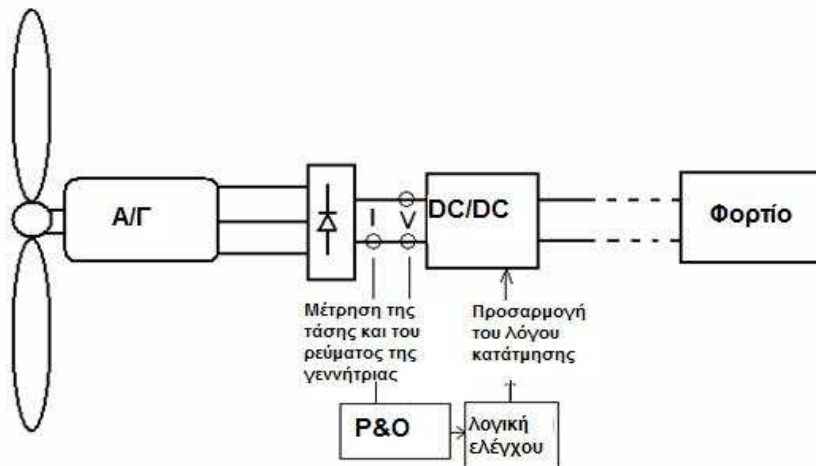 Α/Γ
I
V
DC/DC
Φορτίο
Μέτρηση της
τάσης και του
ρεύματος της
γεννήτριας
Προσαρμογή
του λόγου
κατάτμησης
P&O
λογική
ελέγχου